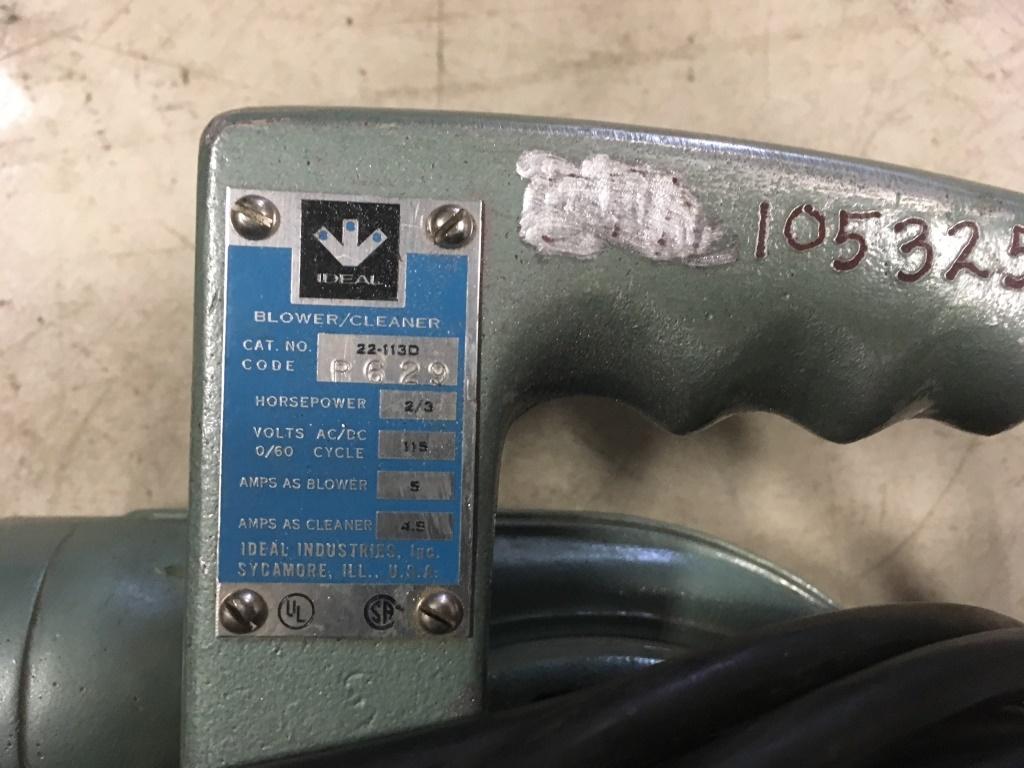 IDEAL
BLOWER/CLEANER
CAT. NO. 22-113D
CODE R629
HORSEPOWER 2/3
VOLTS AC/DC 115
0/60 CYCLE
AMPS AS BLOWER 5
AMPS AS CLEANER 4.5
IDEAL INDUSTRIES, Inc.
SYCAMORE, ILL., U.S.A.
UL SA
105325